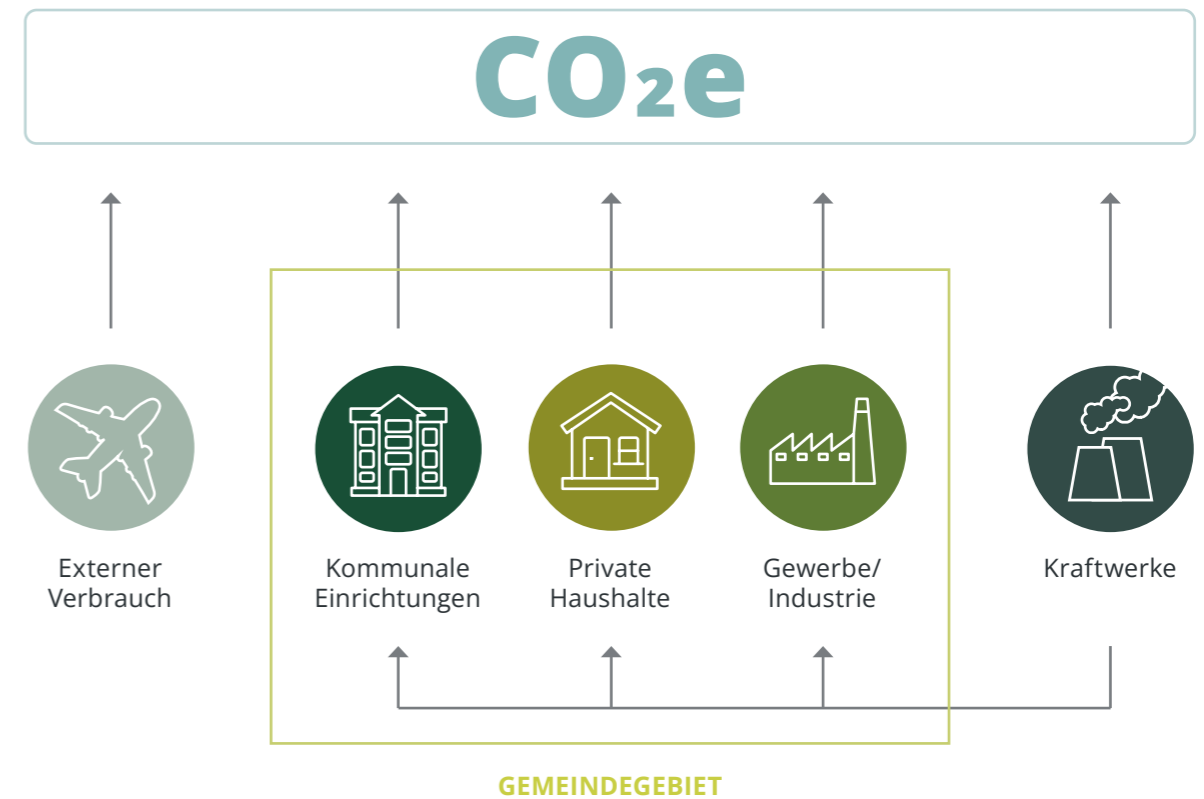 CO₂e
Externer
Verbrauch
Kommunale
Einrichtungen
Private
Haushalte
Gewerbe/
Industrie
Kraftwerke
GEMEINDEGEBIET